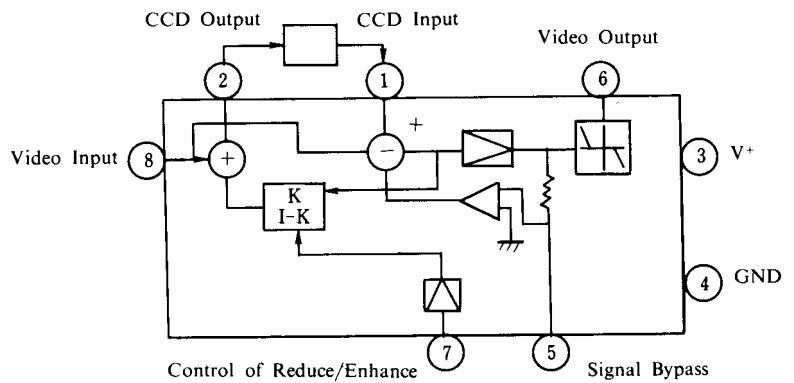 CCD Output
CCD Input
Video Output
2
1
6
+
Video Input
8
+
−
3
V+
K
I-K
4
GND
7
5
Control of Reduce/Enhance
Signal Bypass